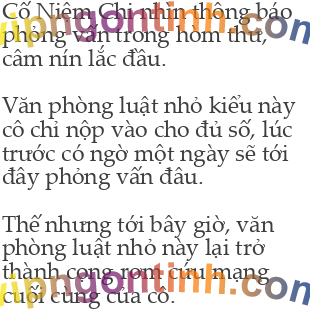 Cố Niệm Chi nhìn thông báo
phỏng vấn trong hòm thư,
câm nín lắc đầu.

Văn phòng luật nhỏ kiểu này
cô chỉ nộp vào cho đủ số, lúc
trước có ngờ một ngày sẽ tới
đây phỏng vấn đâu.

Thế nhưng tới bây giờ, văn
phòng luật nhỏ này lại trở
thành cọng rơm cứu mạng
cuối cùng của cô.
vipngontinh.com
vipngontinh.com